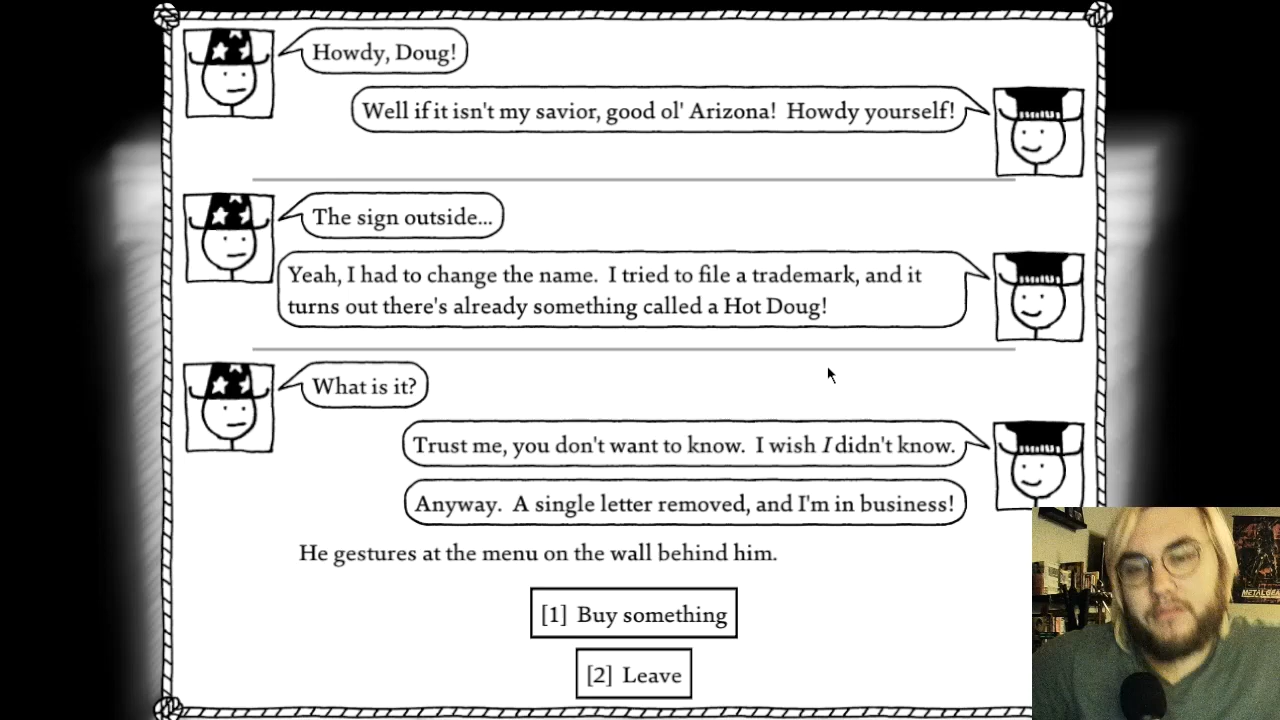 Howdy, Doug!
Well if it isn't my savior, good ol' Arizona!  Howdy yourself!
The sign outside...
Yeah, I had to change the name.  I tried to file a trademark, and it
turns out there's already something called a Hot Doug!
What is it?
Trust me, you don't want to know.  I wish I didn't know.
Anyway.  A single letter removed, and I'm in business!
He gestures at the menu on the wall behind him.
[1] Buy something
[2] Leave